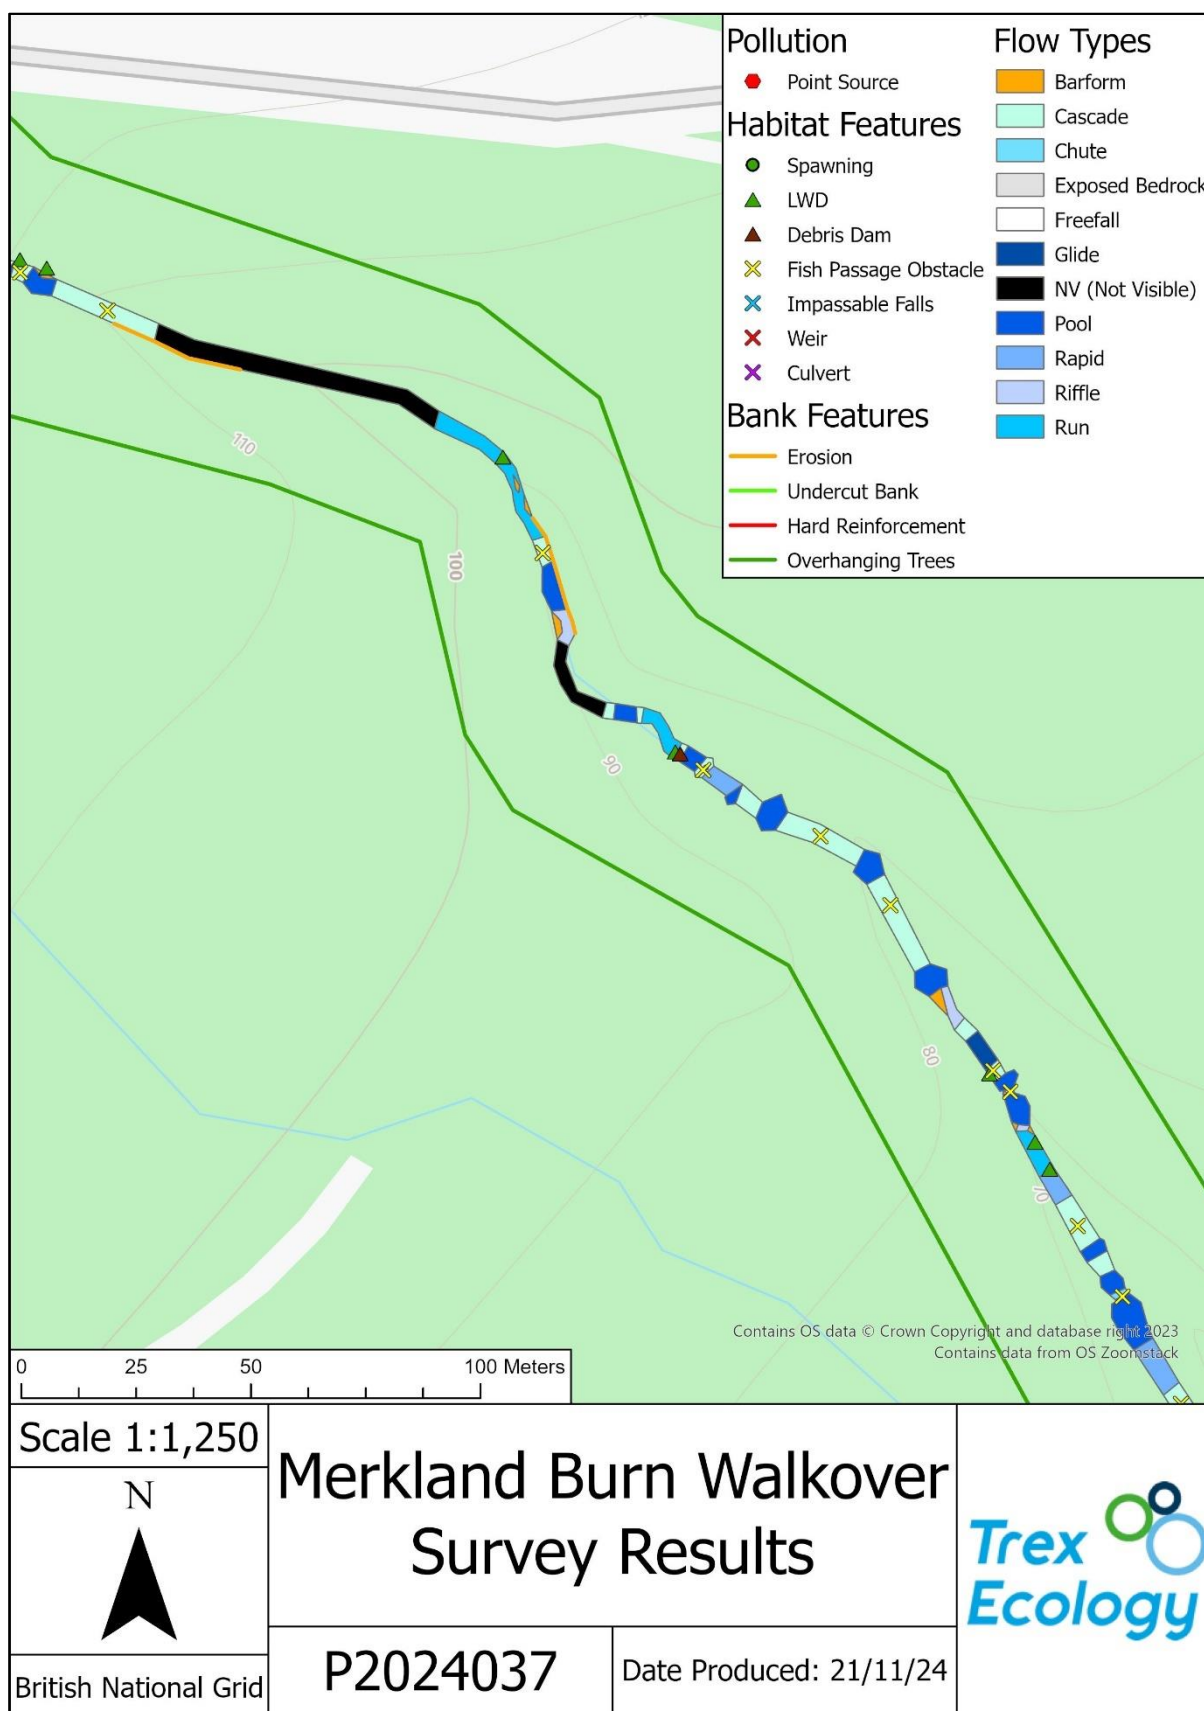 Pollution
Point Source
Habitat Features
Spawning
LWD
Debris Dam
Fish Passage Obstacle
Impassable Falls
Weir
Culvert
Bank Features
Erosion
Undercut Bank
Hard Reinforcement
Overhanging Trees
Flow Types
Barform
Cascade
Chute
Exposed Bedrock
Freefall
Glide
NV (Not Visible)
Pool
Rapid
Riffle
Run
110
100
90
80
70
Contains OS data © Crown Copyright and database right 2023
Contains data from OS Zoomstack
0 25 50 100 Meters
Scale 1:1,250
N
British National Grid
Merkland Burn Walkover
Survey Results
P2024037
Date Produced: 21/11/24
Trex
Ecology